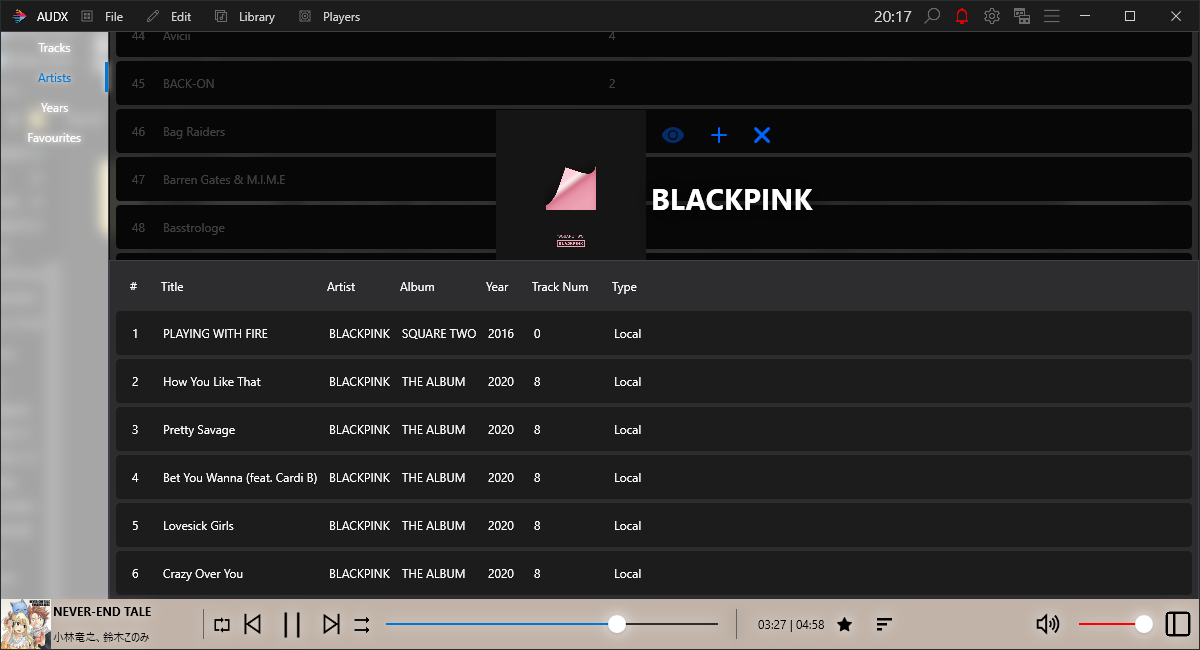 AUDX File Edit Library Players 20:17
Tracks
Artists
Years
Favourites
44 Avicii 4
45 BACK-ON 2
46 Bag Raiders
47 Barren Gates & M.I.M.E
48 Basstrologe
SQUARE TWO
BLACKPINK
BLACKPINK
# Title Artist Album Year Track Num Type
1 PLAYING WITH FIRE BLACKPINK SQUARE TWO 2016 0 Local
2 How You Like That BLACKPINK THE ALBUM 2020 8 Local
3 Pretty Savage BLACKPINK THE ALBUM 2020 8 Local
4 Bet You Wanna (feat. Cardi B) BLACKPINK THE ALBUM 2020 8 Local
5 Lovesick Girls BLACKPINK THE ALBUM 2020 8 Local
6 Crazy Over You BLACKPINK THE ALBUM 2020 8 Local
NEVER-END TALE
小林竜之、鈴木このみ
03:27 | 04:58